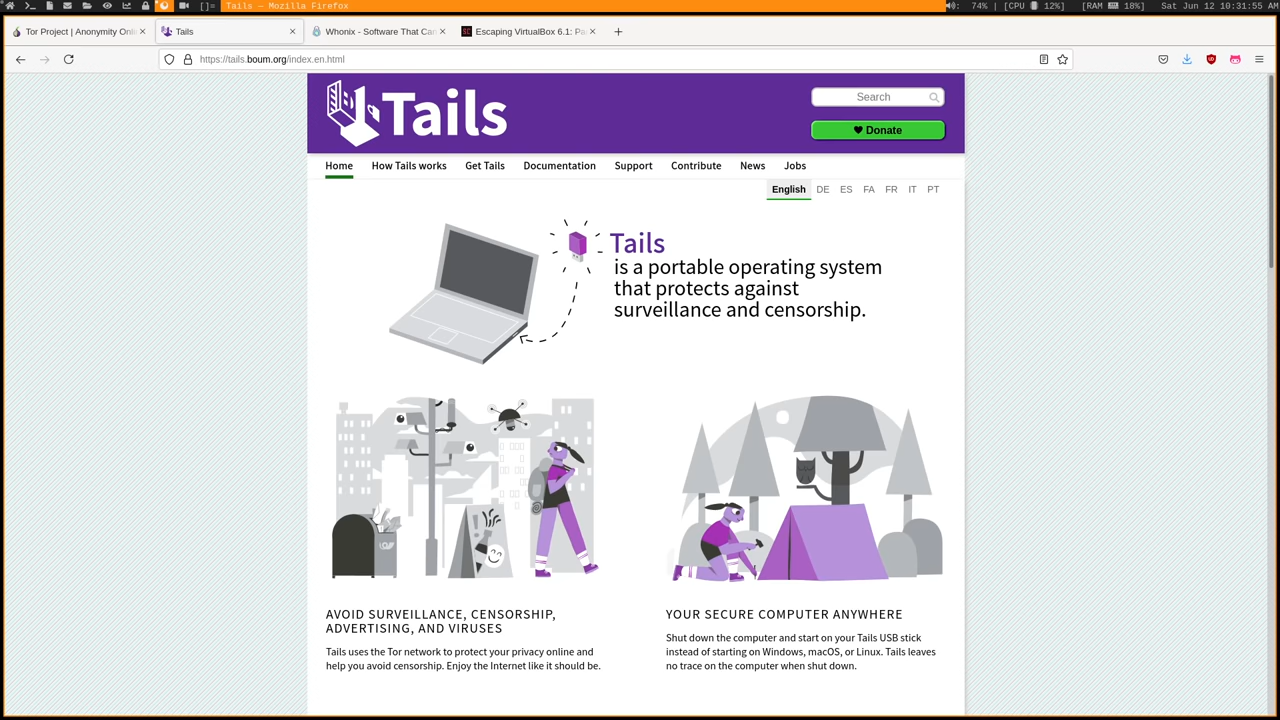 []= Tails — Mozilla Firefox 74% | [CPU 12%] [RAM 18%] Sat Jun 12 10:31:55 AM
Tor Project | Anonymity Onli Tails Whonix - Software That Can Escaping VirtualBox 6.1: Pa
https://tails.boum.org/index.en.html
Tails
Search
Donate
Home How Tails works Get Tails Documentation Support Contribute News Jobs
English DE ES FA FR IT PT
Tails
is a portable operating system
that protects against
surveillance and censorship.
AVOID SURVEILLANCE, CENSORSHIP,
ADVERTISING, AND VIRUSES
Tails uses the Tor network to protect your privacy online and
help you avoid censorship. Enjoy the Internet like it should be.
YOUR SECURE COMPUTER ANYWHERE
Shut down the computer and start on your Tails USB stick
instead of starting on Windows, macOS, or Linux. Tails leaves
no trace on the computer when shut down.